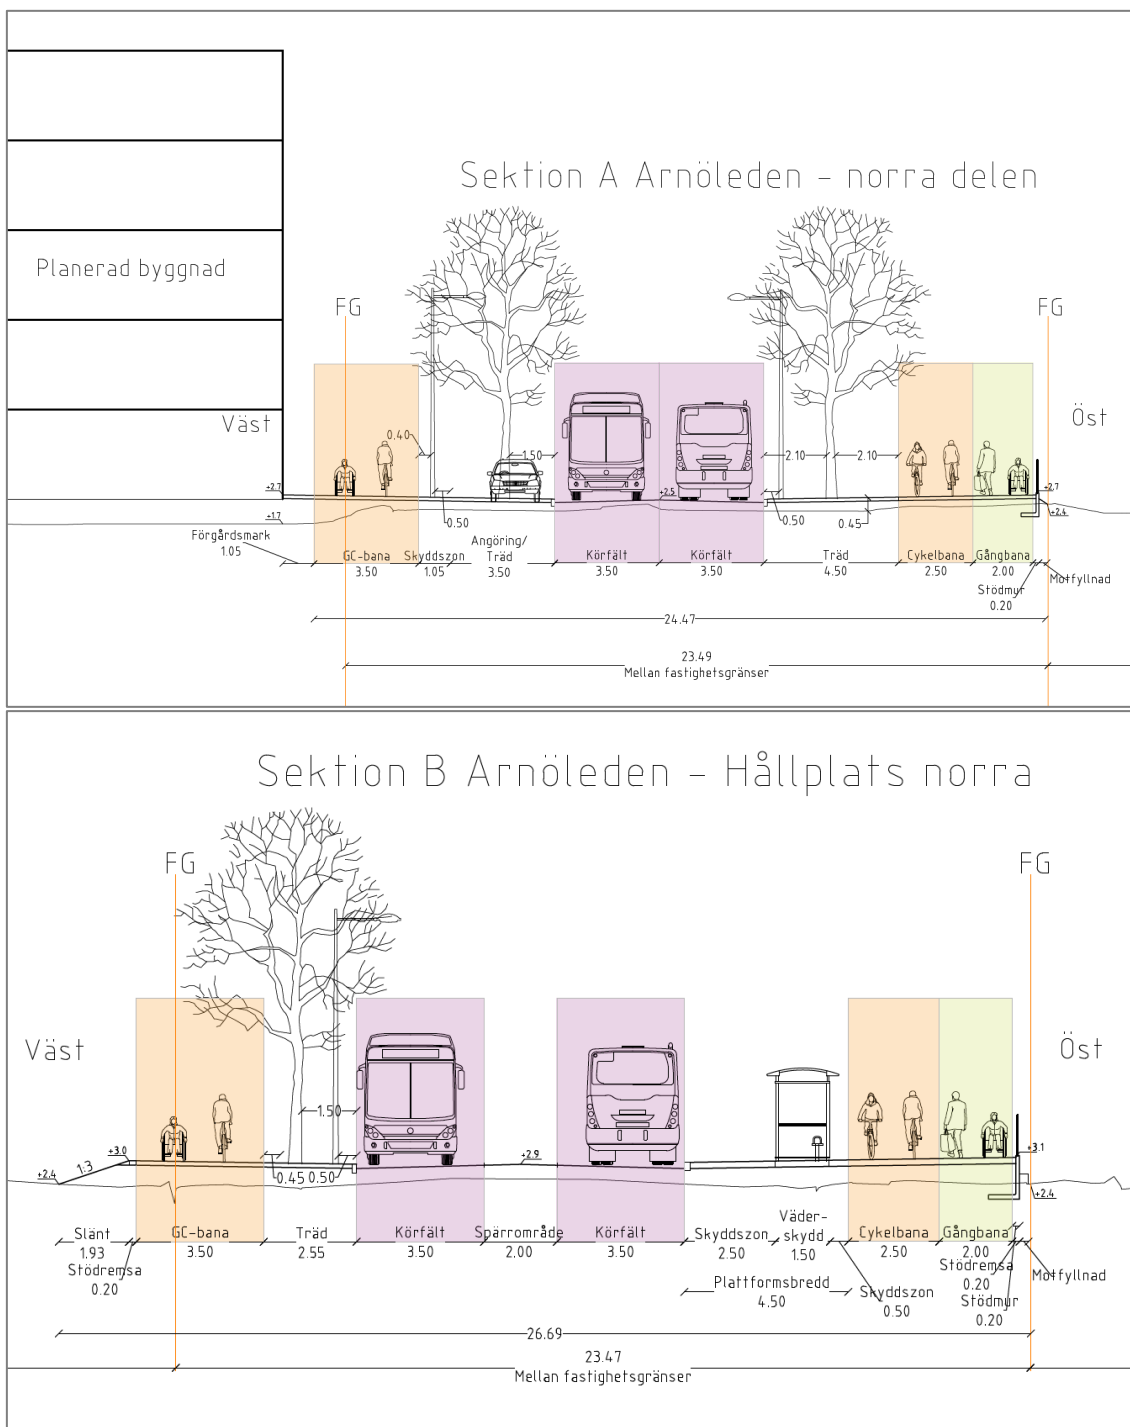 Sektion A Arnöleden - norra delen
Planerad byggnad
FG
FG
Väst
Öst
0.40
1.50
2.10
2.10
+2.7
+2.5
+2.7
+1.7
0.50
0.50
0.45
+2.4
Förgårdsmark
1.05
GC-bana
3.50
Skyddszon
1.05
Angöring/
Träd
3.50
Körfält
3.50
Körfält
3.50
Träd
4.50
Cykelbana
2.50
Gångbana
2.00
Stödmur
0.20
Motfyllnad
24.47
23.49
Mellan fastighetsgränser
Sektion B Arnöleden - Hållplats norra
FG
FG
Väst
Öst
1.50
+3.0
+2.9
+3.1
+2.4
1:3
0.45
0.50
+2.4
Slänt
1.93
Stödremsa
0.20
GC-bana
3.50
Träd
2.55
Körfält
3.50
Spärrområde
2.00
Körfält
3.50
Skyddszon
2.50
Väder-
skydd
1.50
Cykelbana
2.50
Gångbana
2.00
Stödremsa
0.20
Motfyllnad
Plattformsbredd
4.50
Skyddszon
0.50
Stödmur
0.20
26.69
23.47
Mellan fastighetsgränser